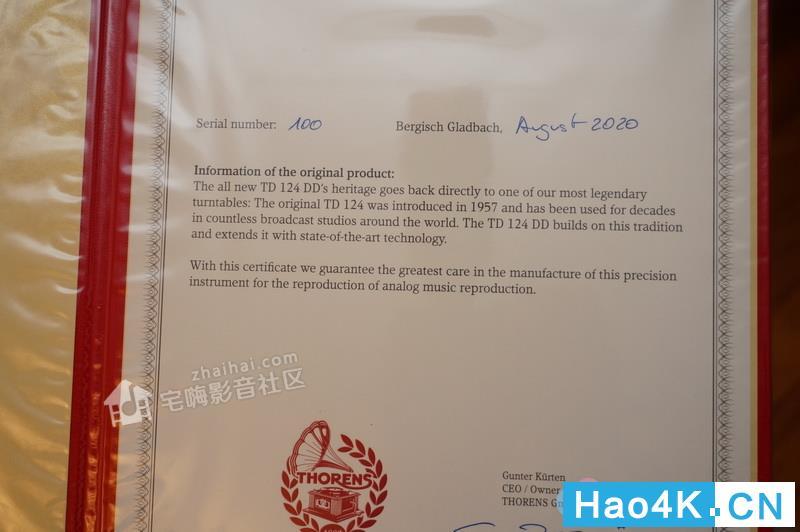 Serial number: 100
Bergisch Gladbach, August 2020
Information of the original product:
The all new TD 124 DD's heritage goes back directly to one of our most legendary
turntables: The original TD 124 was introduced in 1957 and has been used for decades
in countless broadcast studios around the world. The TD 124 DD builds on this tradition
and extends it with state-of-the-art technology.
With this certificate we guarantee the greatest care in the manufacture of this precision
instrument for the reproduction of analog music reproduction.
zhaihai.com
宅嗨影音社区
THORENS
Gunter Kürten
CEO / Owner
THORENS
Hao4K.CN